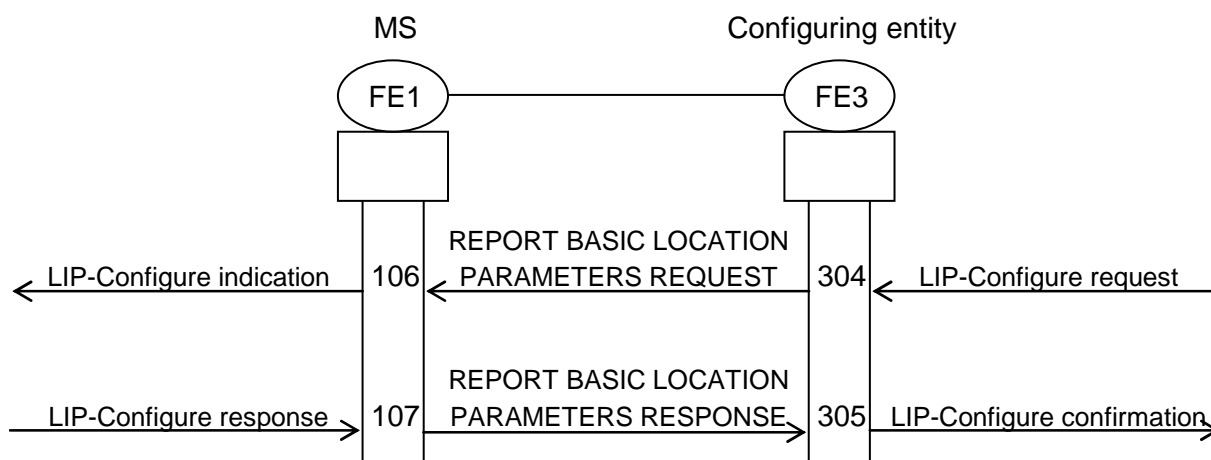 MS
Configuring entity
FE1
FE3
REPORT BASIC LOCATION
LIP-Configure indication
106
PARAMETERS REQUEST
304
LIP-Configure request
REPORT BASIC LOCATION
LIP-Configure response
107
PARAMETERS RESPONSE
305
LIP-Configure confirmation